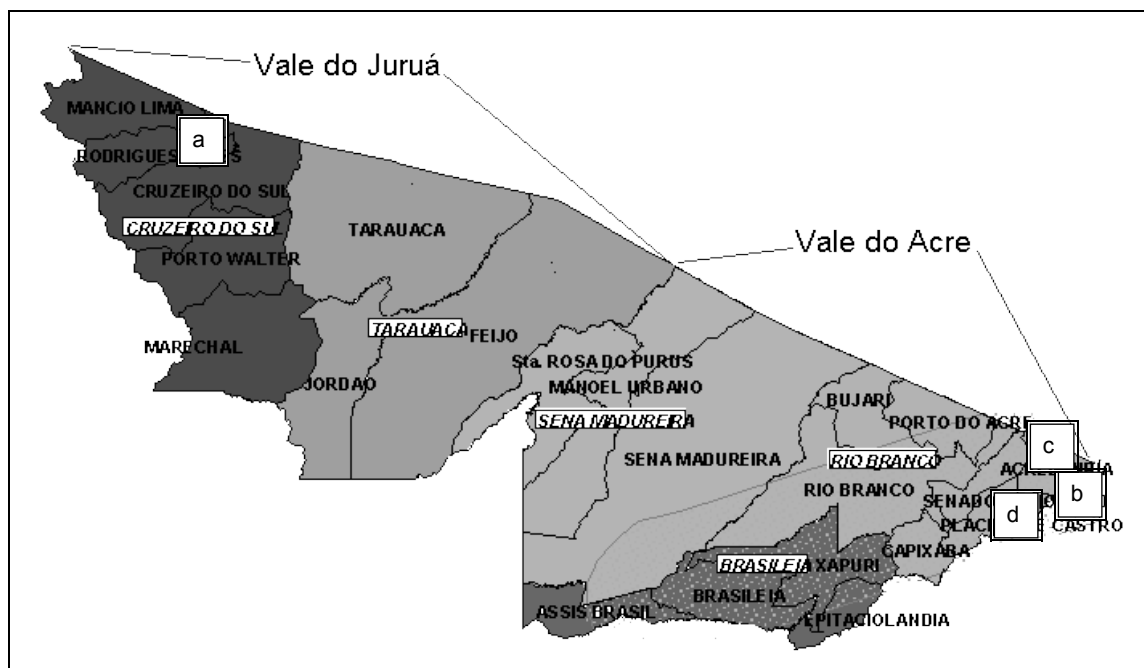 Vale do Juruá
MANCIO LIMA
a
CRUZEIRO DO SUL
CRUZEIRO DO SUL
TARAUACA
Vale do Acre
PORTO WALTER
TARAUACA
FEIJO
MARECHAL
Sta. ROSA DO PURUS
JORDAO
MANOEL URBANO
BUJARI
SENA MADUREIRA
PORTO DO ACRE
c
SENA MADUREIRA
RIO BRANCO
RIO BRANCO
b
d
CASTRO
CAPIXABA
BRASILEIA
XAPURI
BRASILEIA
ASSIS BRASIL
EPITACIOLANDIA